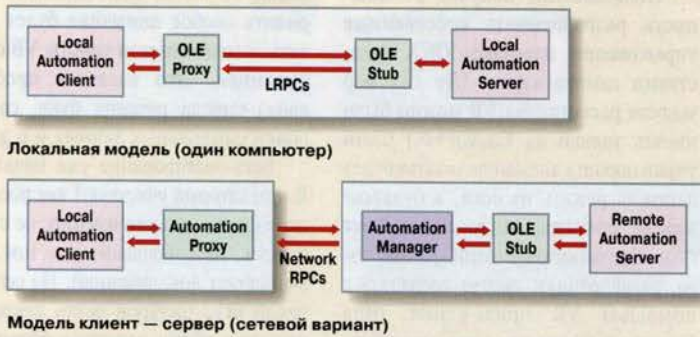 Local
Automation
Client
OLE
Proxy
LRPCs
OLE
Stub
Local
Automation
Server
Локальная модель (один компьютер)
Local
Automation
Client
Automation
Proxy
Network
RPCs
Automation
Manager
OLE
Stub
Remote
Automation
Server
Модель клиент — сервер (сетевой вариант)